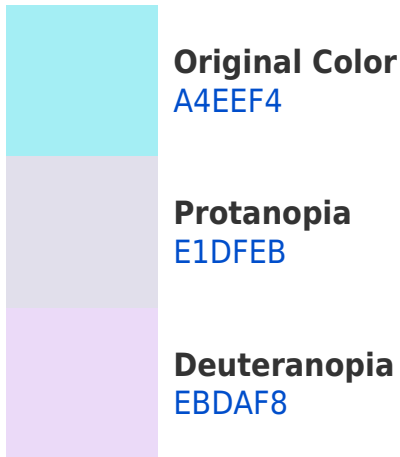 Original Color
A4EEF4
Protanopia
E1DFEB
Deuteranopia
EBDAF8